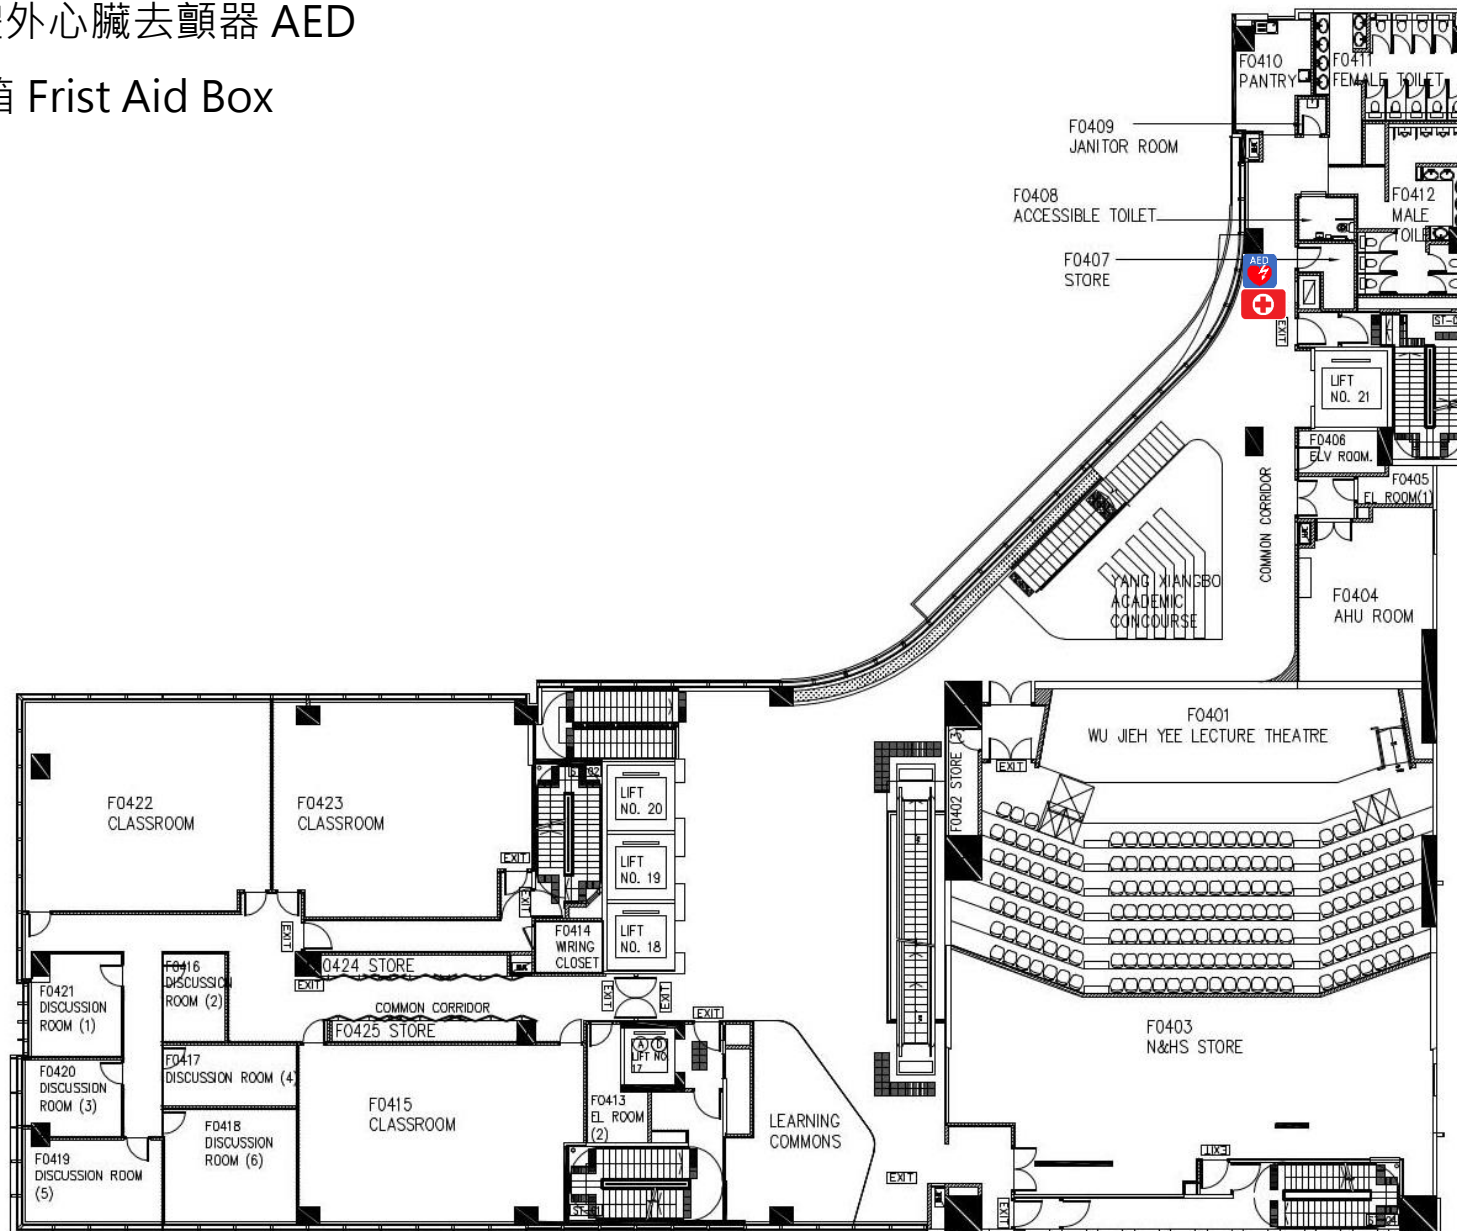 外心臟去顫器 AED
箱 Frist Aid Box
F0410
PANTRY
F0411
FEMALE TOILET
F0409
JANITOR ROOM
F0408
ACCESSIBLE TOILET
F0412
MALE
TOILE
F0407
STORE
AED
EXIT
LIFT
NO. 21
F0406
ELV ROOM.
F0405
EL ROOM(1)
COMMON CORRIDOR
YANG XIANGBO
ACADEMIC
CONCOURSE
F0404
AHU ROOM
F0401
WU JIEH YEE LECTURE THEATRE
EXIT
F0402 STORE
F0422
CLASSROOM
F0423
CLASSROOM
LIFT
NO. 20
LIFT
NO. 19
LIFT
NO. 18
EXIT
EXIT
EXIT
F0414
WIRING
CLOSET
0424 STORE
EXIT
F0416
DISCUSSION
ROOM (2)
F0421
DISCUSSION
ROOM (1)
COMMON CORRIDOR
F0425 STORE
EXIT
EXIT
EXIT
F0403
N&HS STORE
F0417
DISCUSSION ROOM (4)
F0420
DISCUSSION
ROOM (3)
A D
LIFT NO
17
F0413
EL ROOM
(2)
F0415
CLASSROOM
F0418
DISCUSSION
ROOM (6)
LEARNING
COMMONS
F0419
DISCUSSION ROOM
(5)
EXIT
EXIT
EXIT